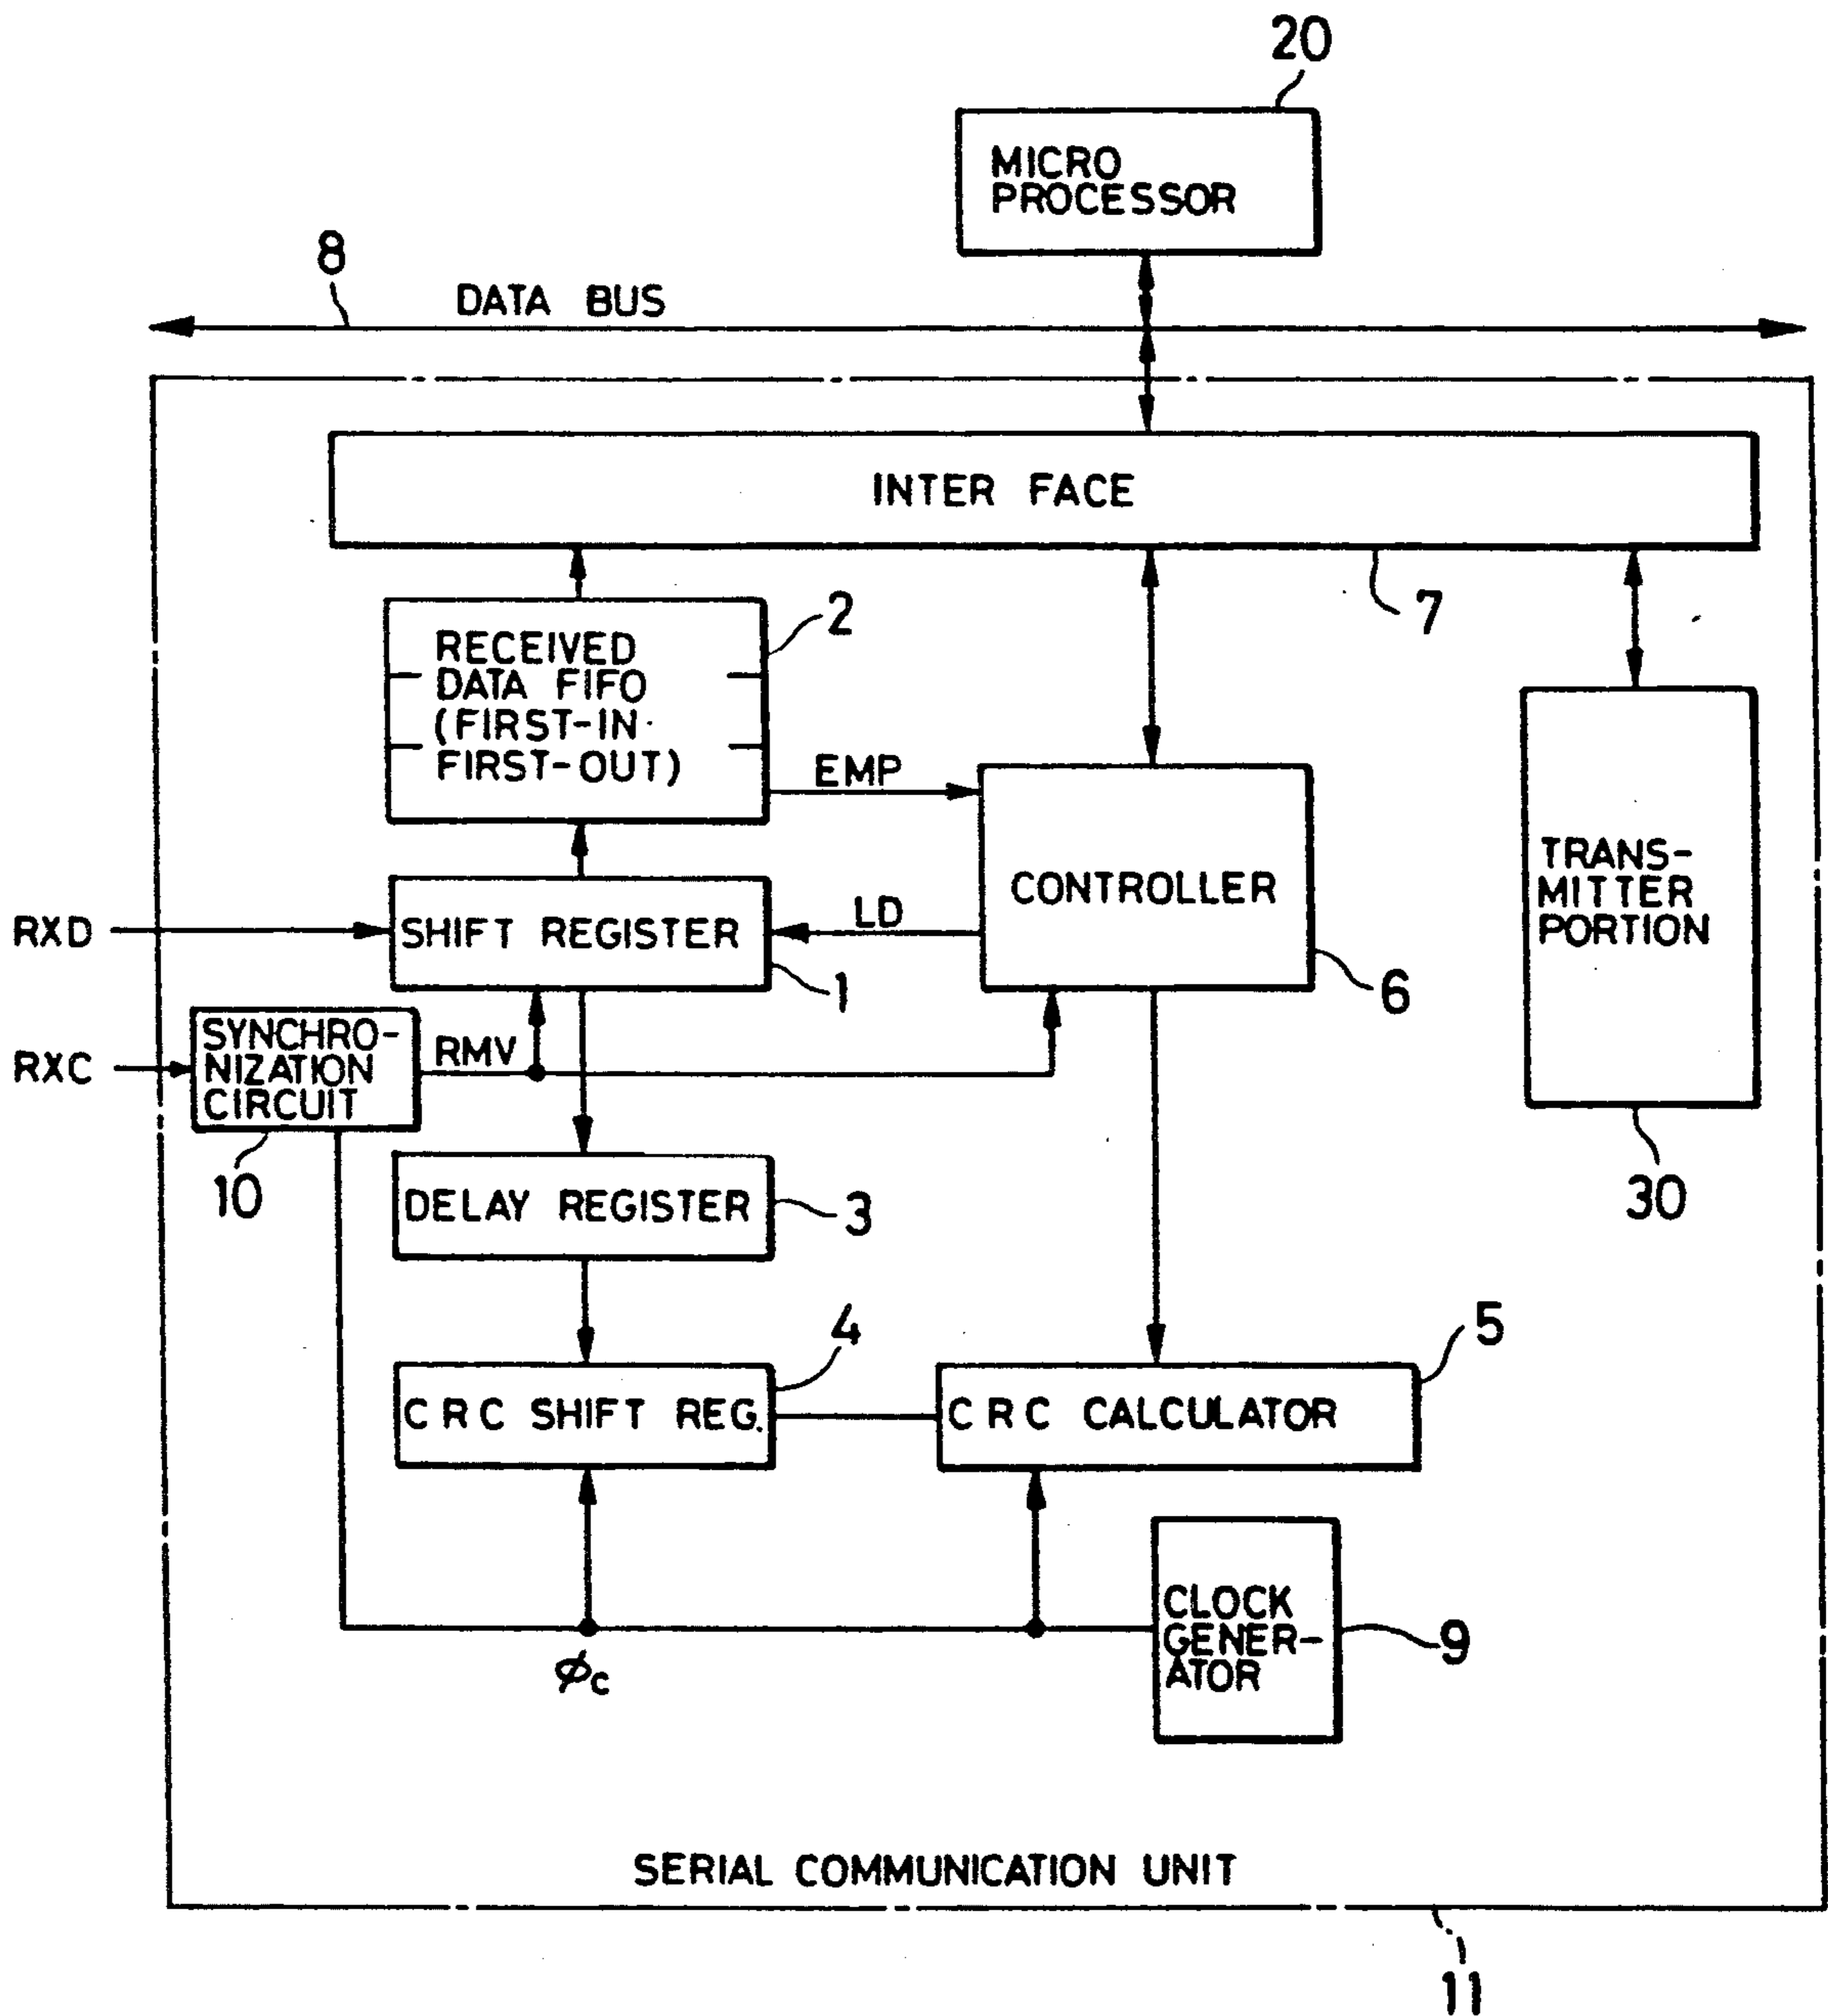 20
MICRO
PROCESSOR
8
DATA BUS
INTER FACE
7
RECEIVED
DATA FIFO
(FIRST-IN
FIRST-OUT)
2
EMP
CONTROLLER
6
TRANS-
MITTER
PORTION
30
RXD
SHIFT REGISTER
LD
1
RXC
SYNCHRO-
NIZATION
CIRCUIT
RMV
10
DELAY REGISTER
3
4
5
CRC SHIFT REG.
CRC CALCULATOR
CLOCK
GENER-
ATOR
9
ϕc
SERIAL COMMUNICATION UNIT
11